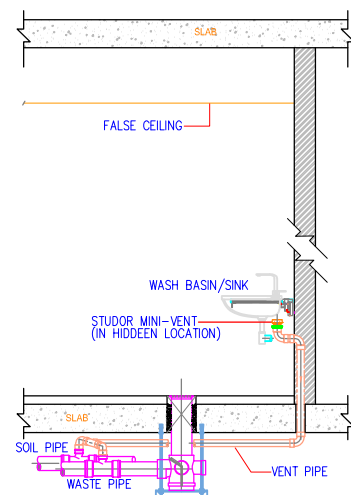 SLAB
FALSE CEILING
WASH BASIN/SINK
STUDOR MINI-VENT
(IN HIDDEEN LOCATION)
SLAB
SOIL PIPE
WASTE PIPE
VENT PIPE